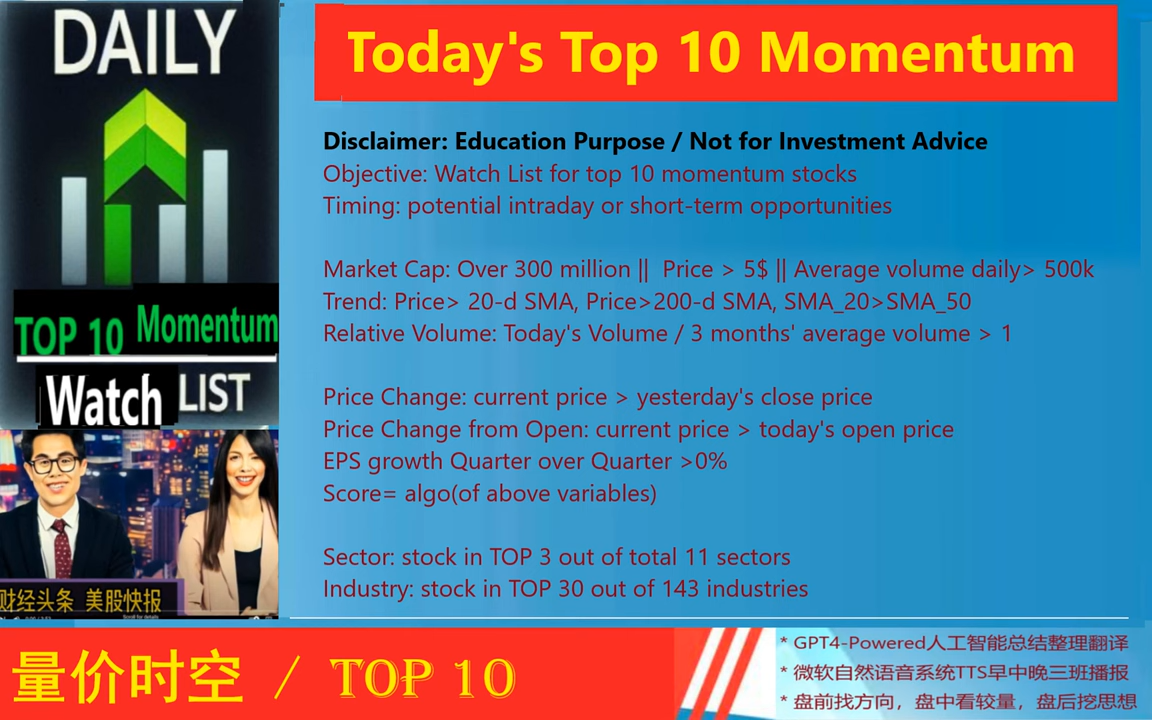 DAILY
TOP 10 Momentum
Watch LIST
财经头条 美股快报
Today's Top 10 Momentum
Disclaimer: Education Purpose / Not for Investment Advice
Objective: Watch List for top 10 momentum stocks
Timing: potential intraday or short-term opportunities
Market Cap: Over 300 million || Price > 5$ || Average volume daily> 500k
Trend: Price> 20-d SMA, Price>200-d SMA, SMA_20>SMA_50
Relative Volume: Today's Volume / 3 months' average volume > 1
Price Change: current price > yesterday's close price
Price Change from Open: current price > today's open price
EPS growth Quarter over Quarter >0%
Score= algo(of above variables)
Sector: stock in TOP 3 out of total 11 sectors
Industry: stock in TOP 30 out of 143 industries
量价时空 / TOP 10
* GPT4-Powered人工智能总结整理翻译
* 微软自然语音系统TTS早中晚三班播报
* 盘前找方向，盘中看较量，盘后挖思想